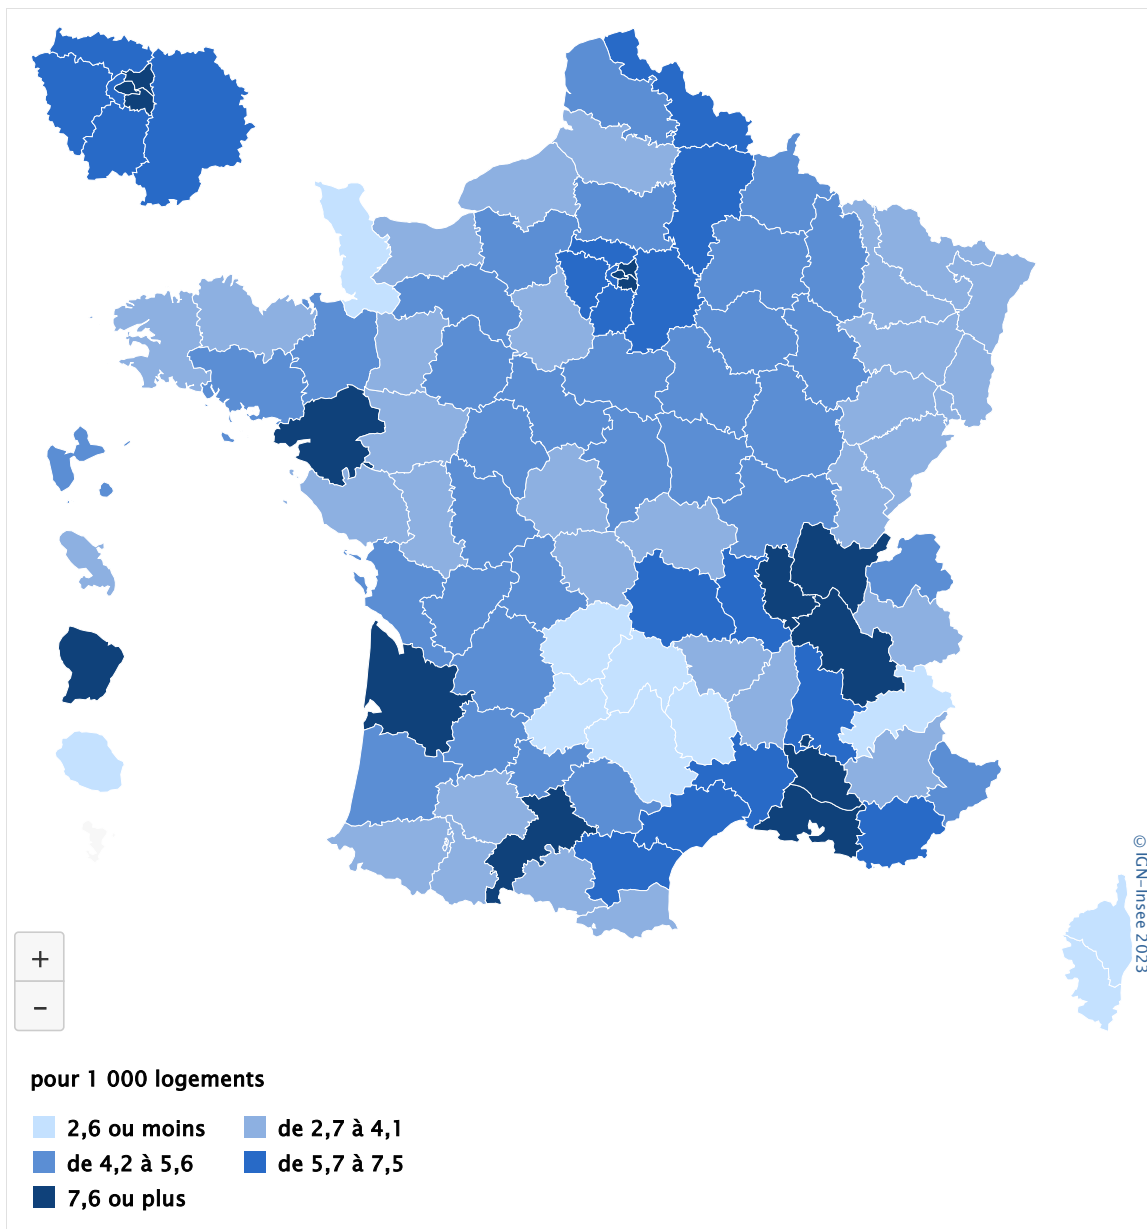 © IGN-Insee 2023
+
−
pour 1 000 logements
2,6 ou moins
de 2,7 à 4,1
de 4,2 à 5,6
de 5,7 à 7,5
7,6 ou plus